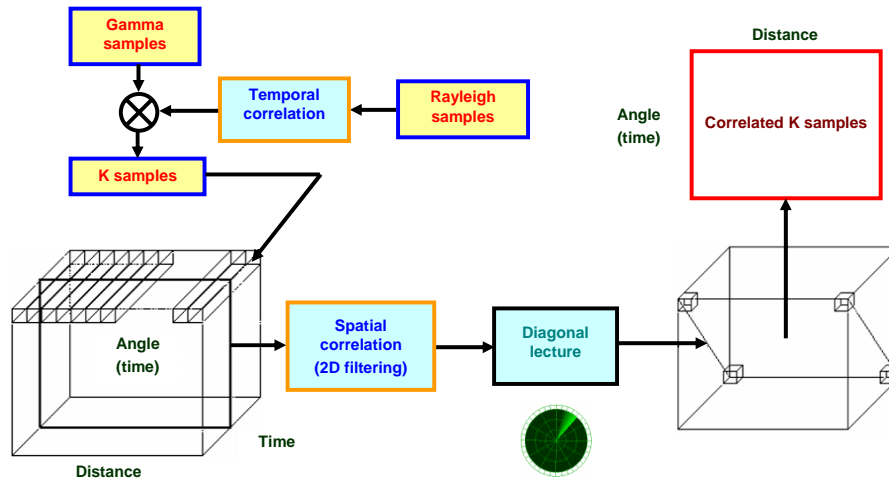 Gamma
samples
Temporal
correlation
Rayleigh
samples
K samples
Distance
Angle
(time)
Correlated K samples
Angle
(time)
Spatial
correlation
(2D filtering)
Diagonal
lecture
Time
Distance